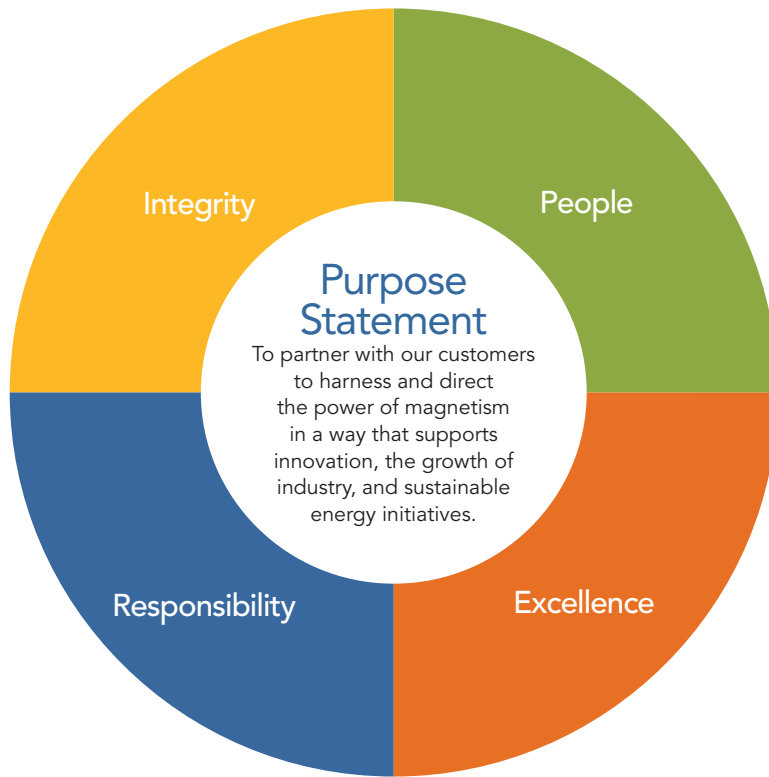 Integrity
People
Purpose
Statement
To partner with our customers
to harness and direct
the power of magnetism
in a way that supports
innovation, the growth of
industry, and sustainable
energy initiatives.
Responsibility
Excellence